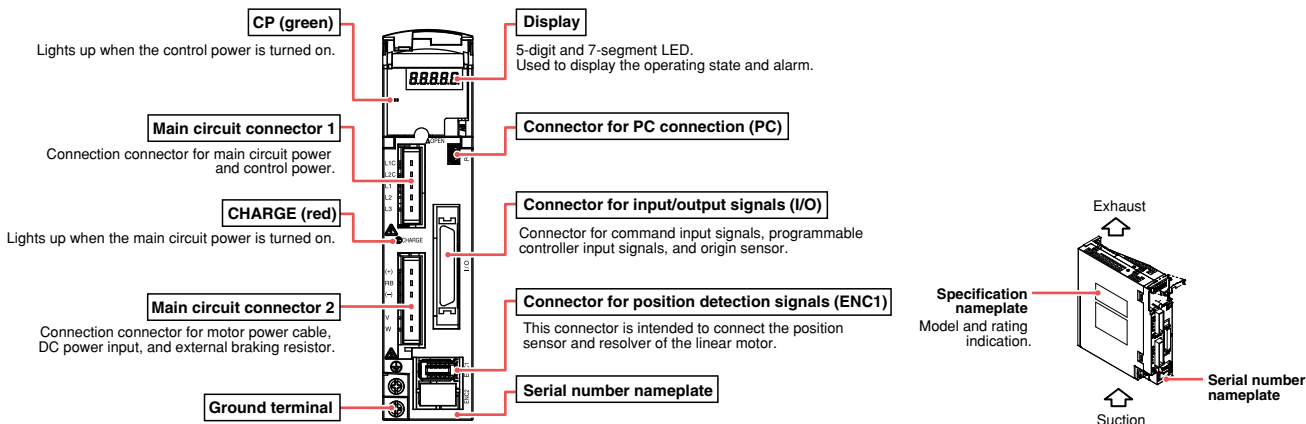 CP (green)
Lights up when the control power is turned on.
Display
5-digit and 7-segment LED.
Used to display the operating state and alarm.
Main circuit connector 1
Connection connector for main circuit power
and control power.
Connector for PC connection (PC)
OPEN
L1C
L2C
L1
L2
L3
CHARGE (red)
Lights up when the main circuit power is turned on.
CHARGE
Connector for input/output signals (I/O)
Connector for command input signals, programmable
controller input signals, and origin sensor.
I/O
(+)
RB
(−)
V
W
Main circuit connector 2
Connection connector for motor power cable,
DC power input, and external braking resistor.
Connector for position detection signals (ENC1)
This connector is intended to connect the position
sensor and resolver of the linear motor.
Serial number nameplate
Ground terminal
Exhaust
Specification
nameplate
Model and rating
indication.
Serial number
nameplate
Suction